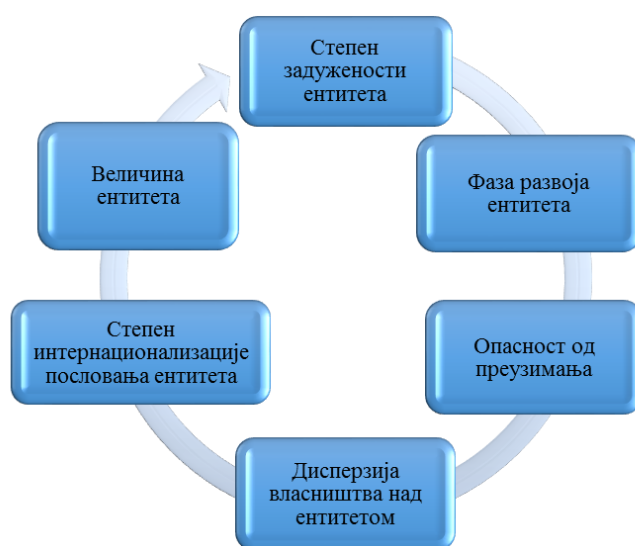 Степен
задужености
ентитета
Фаза развоја
ентитета
Опасност од
преузимања
Дисперзија
власништва над
ентитетом
Степен
интернационализације
пословања ентитета
Величина
ентитета